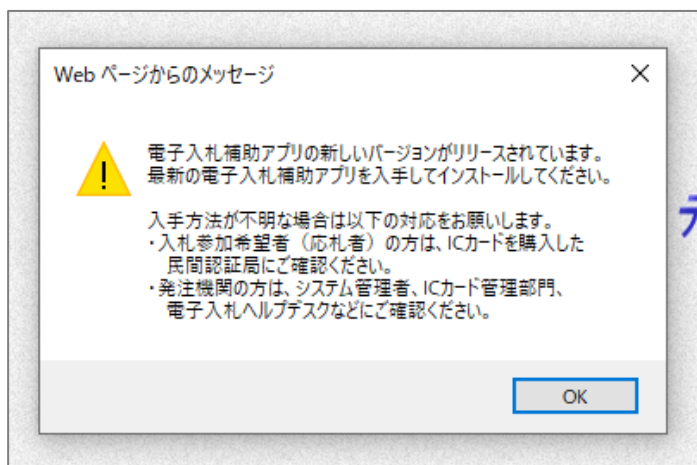 Web ページからのメッセージ
電子入札補助アプリの新しいバージョンがリリースされています。
最新の電子入札補助アプリを入手してインストールしてください。
入手方法が不明な場合は以下の対応をお願いします。
・入札参加希望者（応札者）の方は、ICカードを購入した
民間認証局にご確認ください。
・発注機関の方は、システム管理者、ICカード管理部門、
電子入札ヘルプデスクなどにご確認ください。
OK